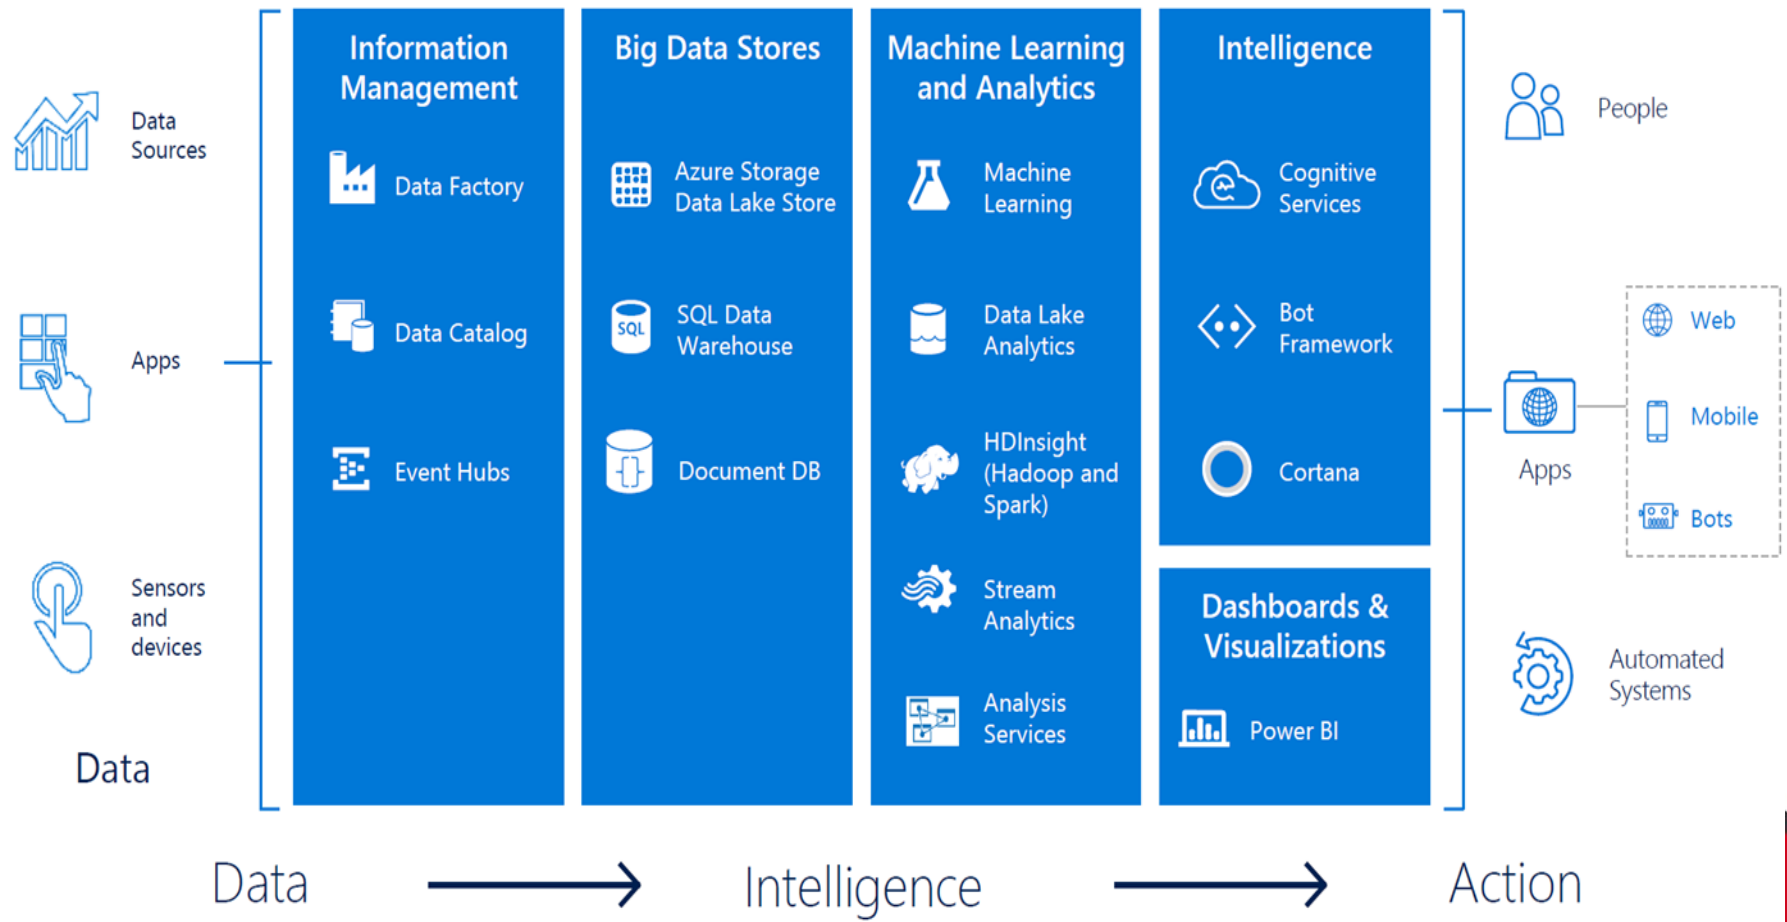 Data
Sources
Apps
Sensors
and
devices
Data
Information
Management
Data Factory
Data Catalog
Event Hubs
Big Data Stores
Azure Storage
Data Lake Store
SQL
SQL Data
Warehouse
Document DB
Machine Learning
and Analytics
Machine
Learning
Data Lake
Analytics
HDInsight
(Hadoop and
Spark)
Stream
Analytics
Analysis
Services
Intelligence
Cognitive
Services
Bot
Framework
Cortana
Dashboards &
Visualizations
Power BI
People
Apps
Web
Mobile
Bots
Automated
Systems
Data
Intelligence
Action